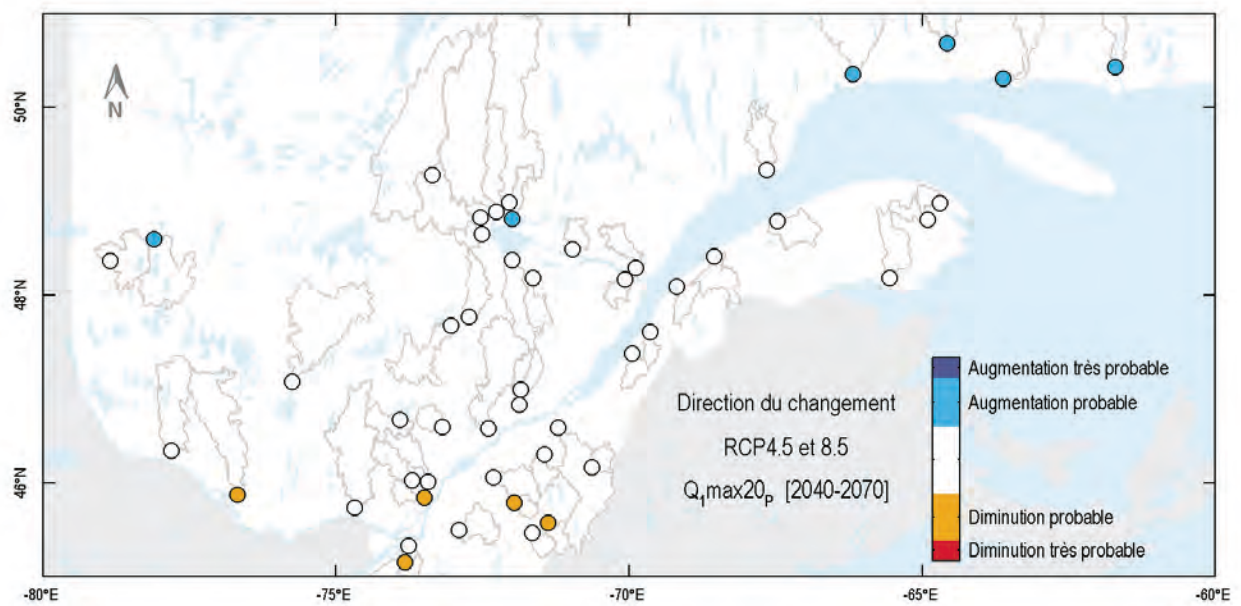 N
50°N
48°N
46°N
-80°E
-75°E
-70°E
-65°E
-60°E
Direction du changement
RCP4.5 et 8.5
Q₁max20ₚ [2040-2070]
Augmentation très probable
Augmentation probable
Diminution probable
Diminution très probable